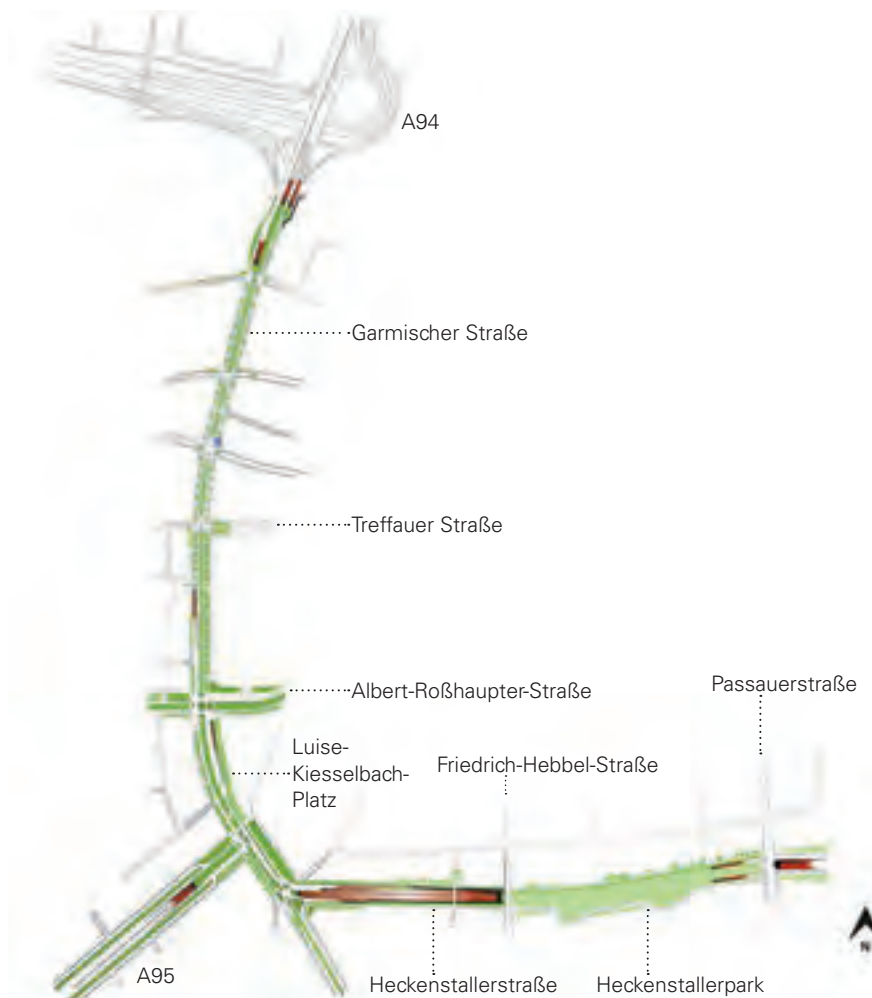 A94
Garmischer Straße
Treffauer Straße
Albert-Roßhaupter-Straße
Passauerstraße
Luise-
Kiesselbach-
Platz
Friedrich-Hebbel-Straße
N
A95
Heckenstallerstraße
Heckenstallerpark